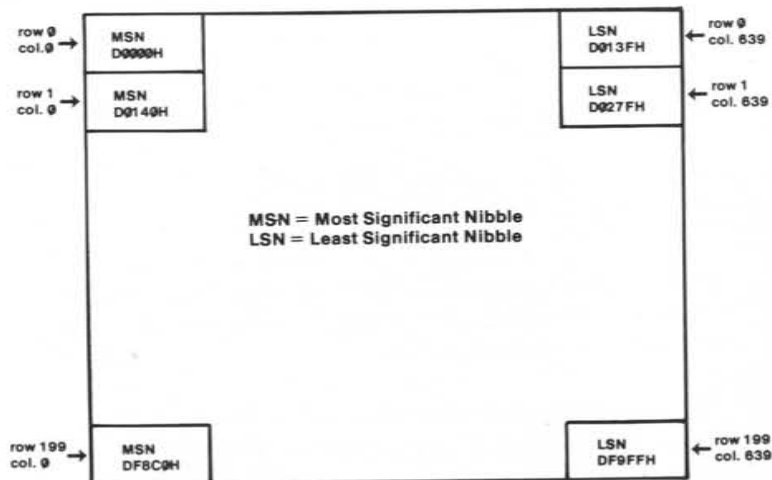 row 0
col.0
MSN
D0000H
LSN
D013FH
row 0
col. 639
row 1
col. 0
MSN
D0140H
LSN
D027FH
row 1
col. 639
MSN = Most Significant Nibble
LSN = Least Significant Nibble
row 199
col. 0
MSN
DF8C0H
LSN
DF9FFH
row 199
col. 639